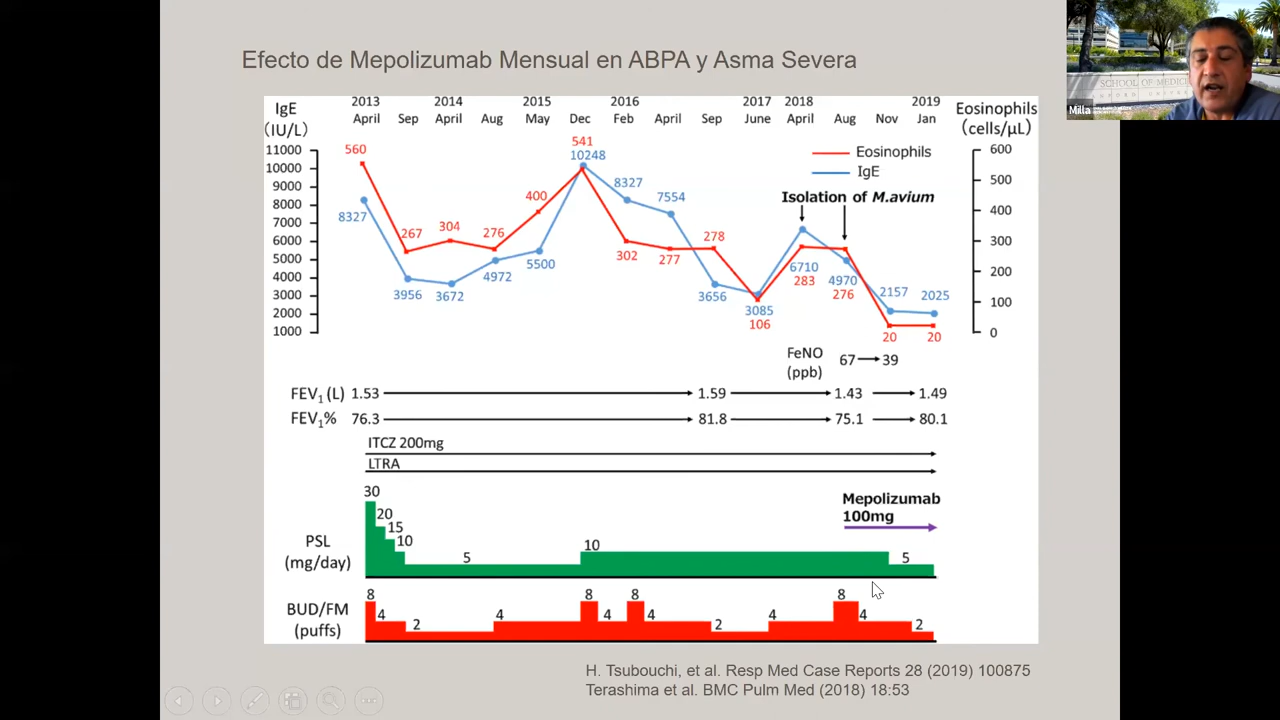 Efecto de Mepolizumab Mensual en ABPA y Asma Severa
SCHOOL OF MEDICINE
Milla
IgE
(IU/L)
2013 2014 2015 2016 2017 2018 2019
April Sep April Aug May Dec Feb April Sep June April Aug Nov Jan
Eosinophils
(cells/μL)
11000
10000
9000
8000
7000
6000
5000
4000
3000
2000
1000
600
500
400
300
200
100
0
560 267 304 276 400 541 302 277 278 106 283 276 20 20
8327 3956 3672 4972 5500 10248 8327 7554 3656 3085 6710 4970 2157 2025
Eosinophils
IgE
Isolation of M.avium
FeNO
(ppb)
67 39
FEV1 (L) 1.53 1.59 1.43 1.49
FEV1% 76.3 81.8 75.1 80.1
ITCZ 200mg
LTRA
Mepolizumab
100mg
PSL
(mg/day)
30 20 15 10 5 10 5
BUD/FM
(puffs)
8 4 2 4 8 4 8 4 2 4 8 4 2
H. Tsubouchi, et al. Resp Med Case Reports 28 (2019) 100875
Terashima et al. BMC Pulm Med (2018) 18:53